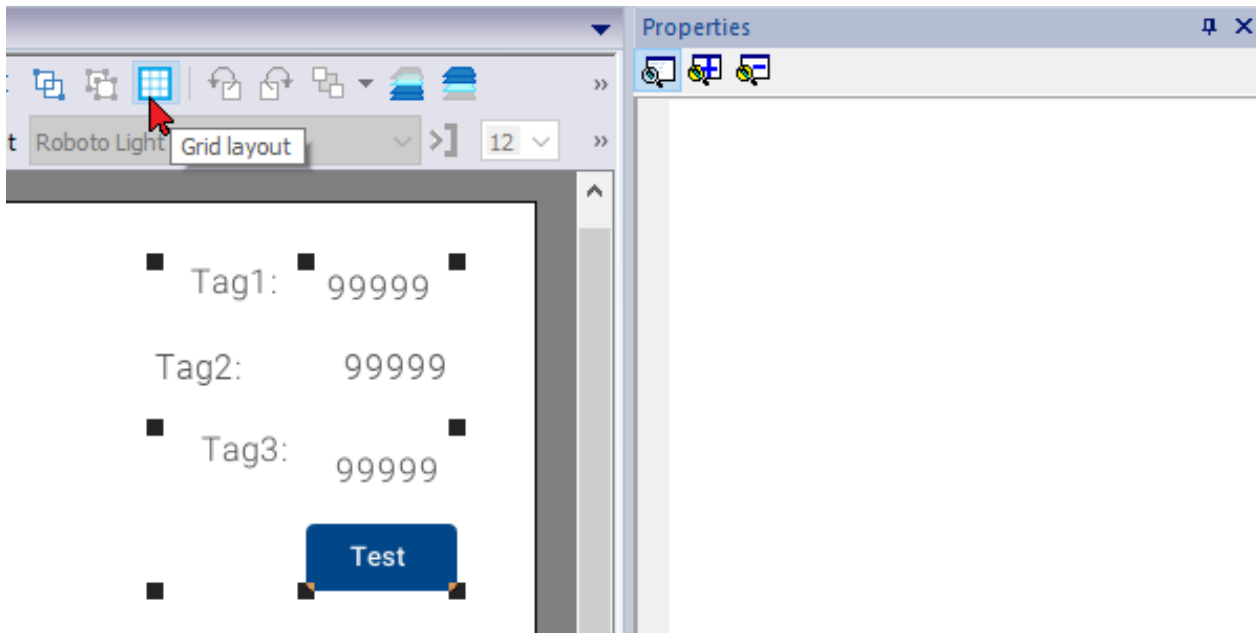 Properties
t Roboto Light 12
Grid layout
Tag1: 99999
Tag2: 99999
Tag3: 99999
Test